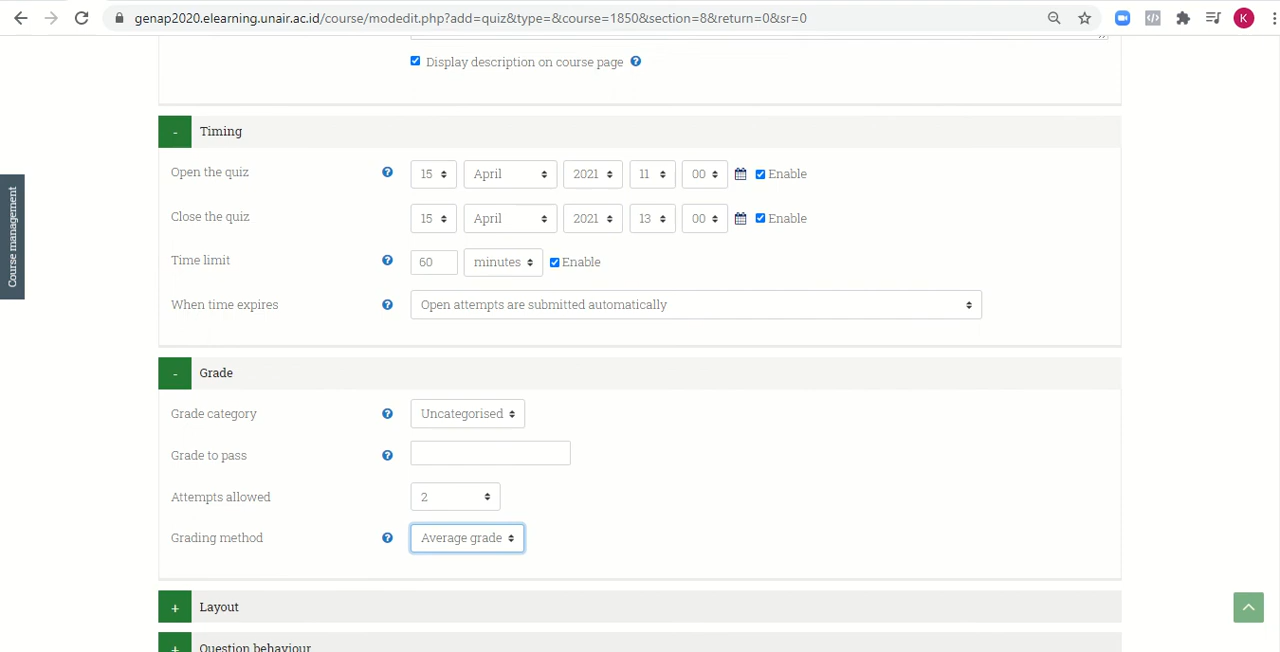 genap2020.elearning.unair.ac.id/course/modedit.php?add=quiz&type=&course=1850&section=8&return=0&sr=0
K
Display description on course page
- Timing
Open the quiz 15 April 2021 11 00 Enable
Close the quiz 15 April 2021 13 00 Enable
Time limit 60 minutes Enable
When time expires Open attempts are submitted automatically
- Grade
Grade category Uncategorised
Grade to pass
Attempts allowed 2
Grading method Average grade
+ Layout
+ Question behaviour
Course management